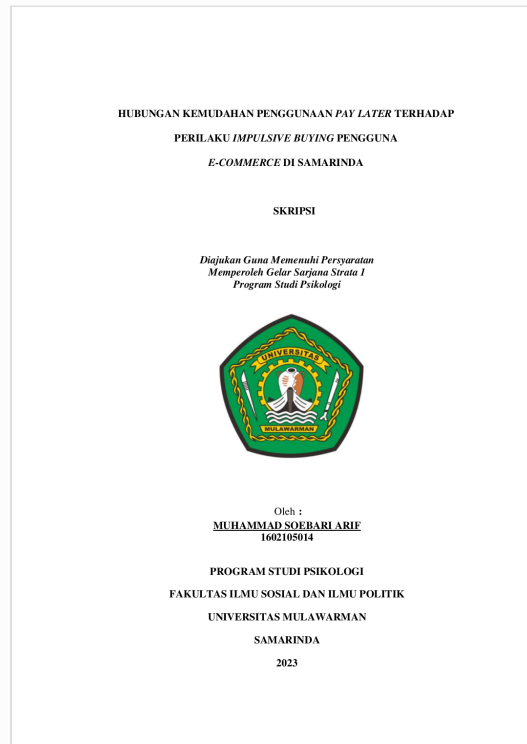 HUBUNGAN KEMUDAHAN PENGGUNAAN PAY LATER TERHADAP
PERILAKU IMPULSIVE BUYING PENGGUNA
E-COMMERCE DI SAMARINDA
SKRIPSI
Diajukan Guna Memenuhi Persyaratan
Memperoleh Gelar Sarjana Strata 1
Program Studi Psikologi
UNIVERSITAS
MULAWARMAN
Oleh :
MUHAMMAD SOEBARI ARIF
1602105014
PROGRAM STUDI PSIKOLOGI
FAKULTAS ILMU SOSIAL DAN ILMU POLITIK
UNIVERSITAS MULAWARMAN
SAMARINDA
2023